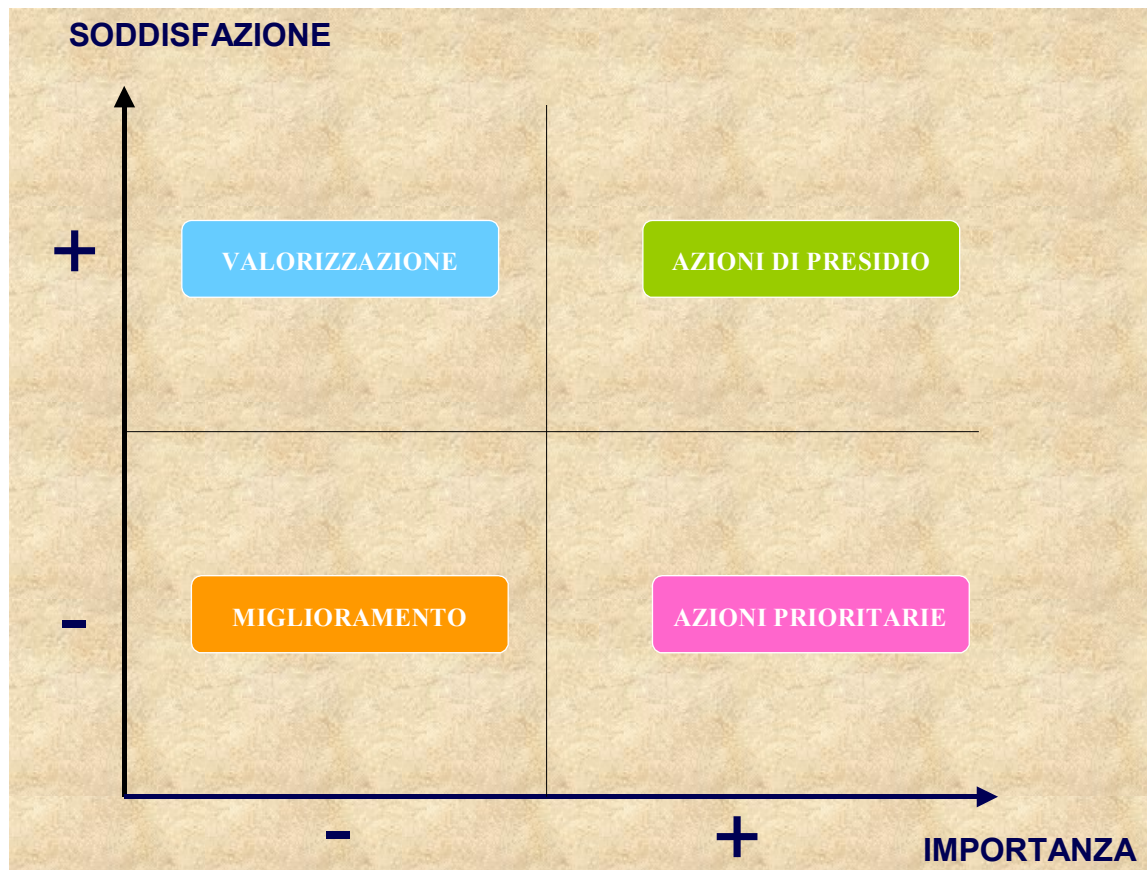 SODDISFAZIONE
+
VALORIZZAZIONE
AZIONI DI PRESIDIO
-
MIGLIORAMENTO
AZIONI PRIORITARIE
-
+
IMPORTANZA